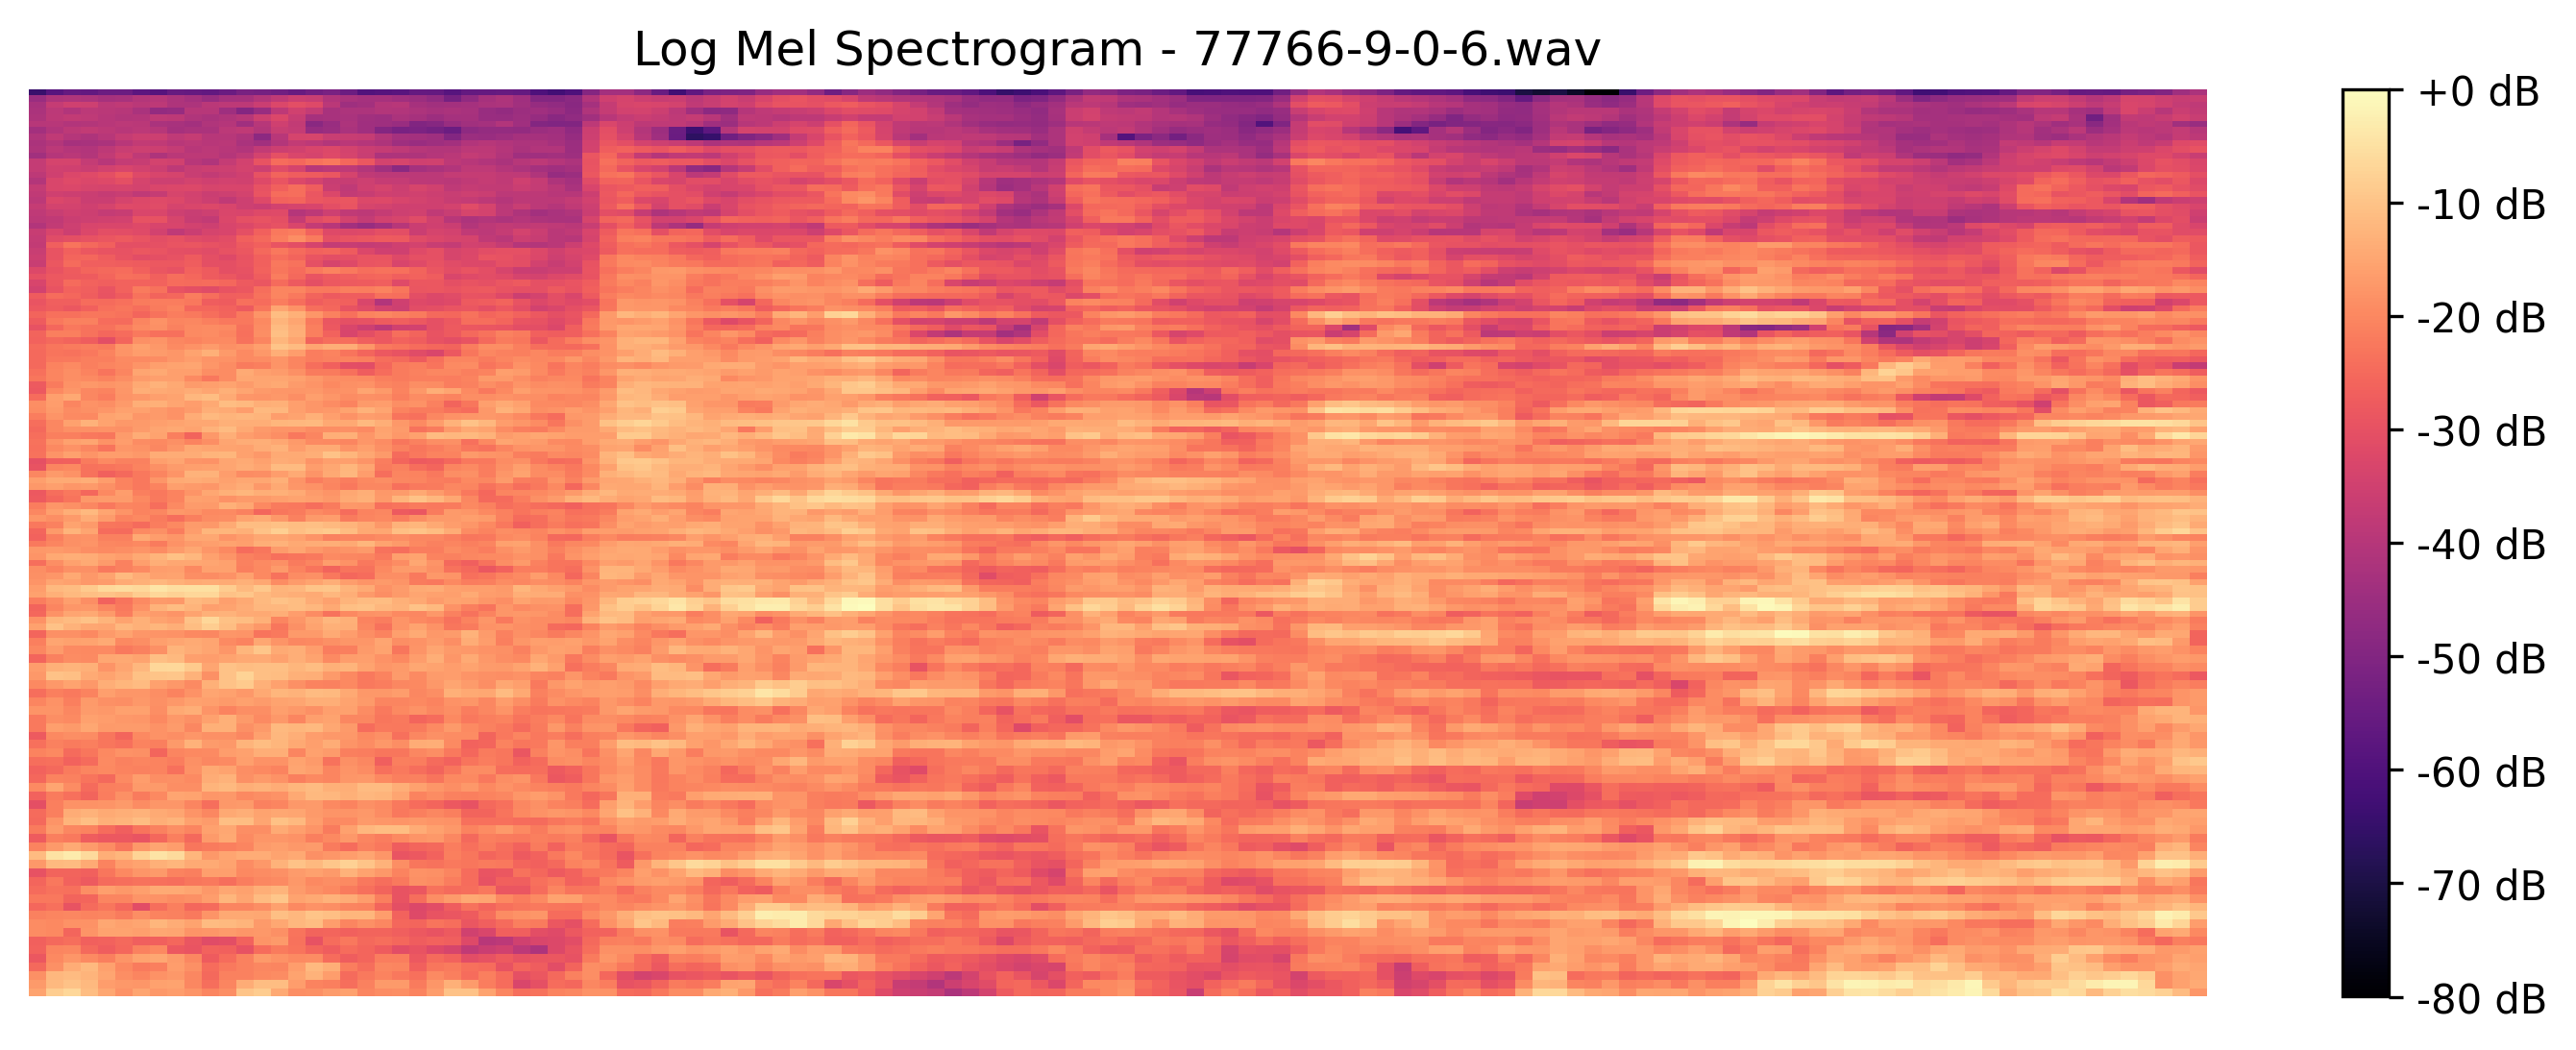 Log Mel Spectrogram - 77766-9-0-6.wav
+0 dB
-10 dB
-20 dB
-30 dB
-40 dB
-50 dB
-60 dB
-70 dB
-80 dB